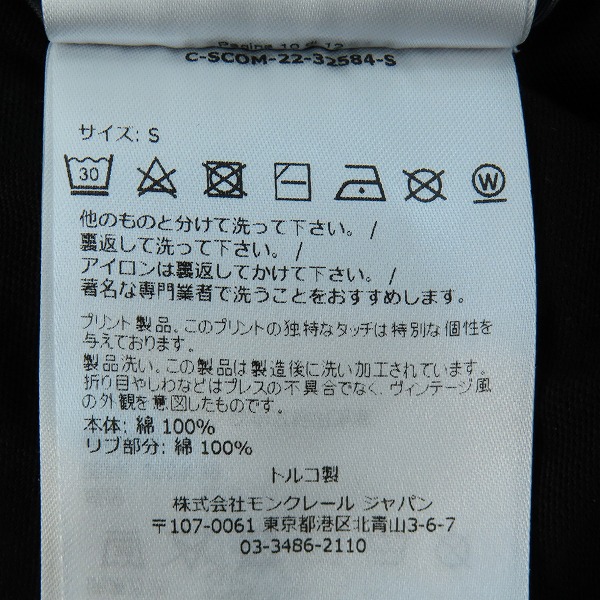 Pagina 10 di 12
C-SCOM-22-32584-S
サイズ: S
30
W
他のものと分けて洗って下さい。 /
裏返して洗って下さい。 /
アイロンは裏返してかけて下さい。 /
著名な専門業者で洗うことをおすすめします。
プリント製品。このプリントの独特なタッチは特別な個性を
与えております。
製品洗い。この製品は製造後に洗い加工されています。
折り目やしわなどはプレスの不具合でなく、ヴィンテージ風
の外観を意図したものです。
本体: 綿 100%
リブ部分: 綿 100%
トルコ製
株式会社モンクレール ジャパン
〒107-0061 東京都港区北青山3-6-7
03-3486-2110